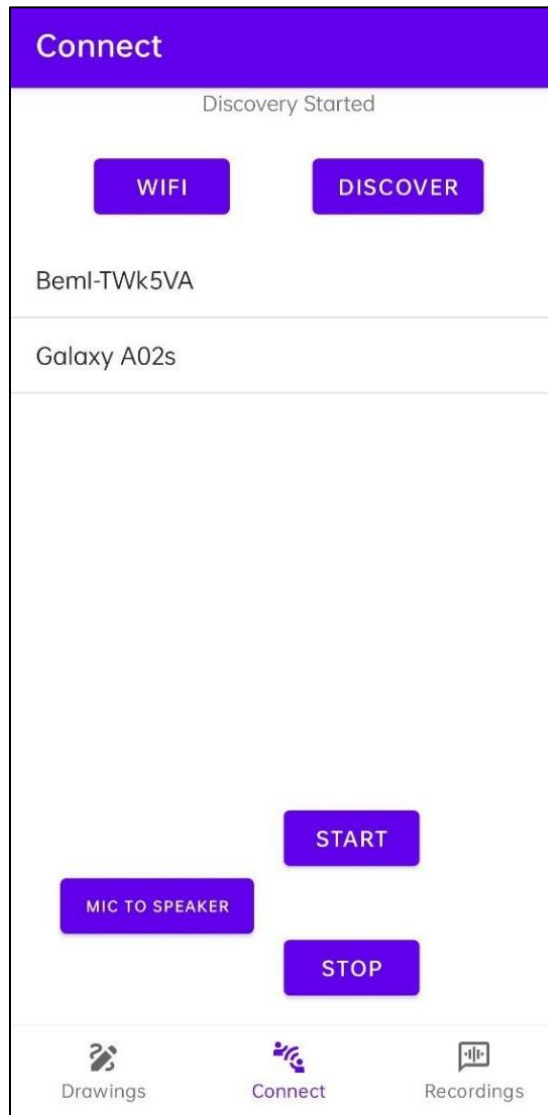 Connect
Discovery Started
WIFI DISCOVER
Beml-TWk5VA
Galaxy A02s
START
MIC TO SPEAKER
STOP
Drawings Connect Recordings